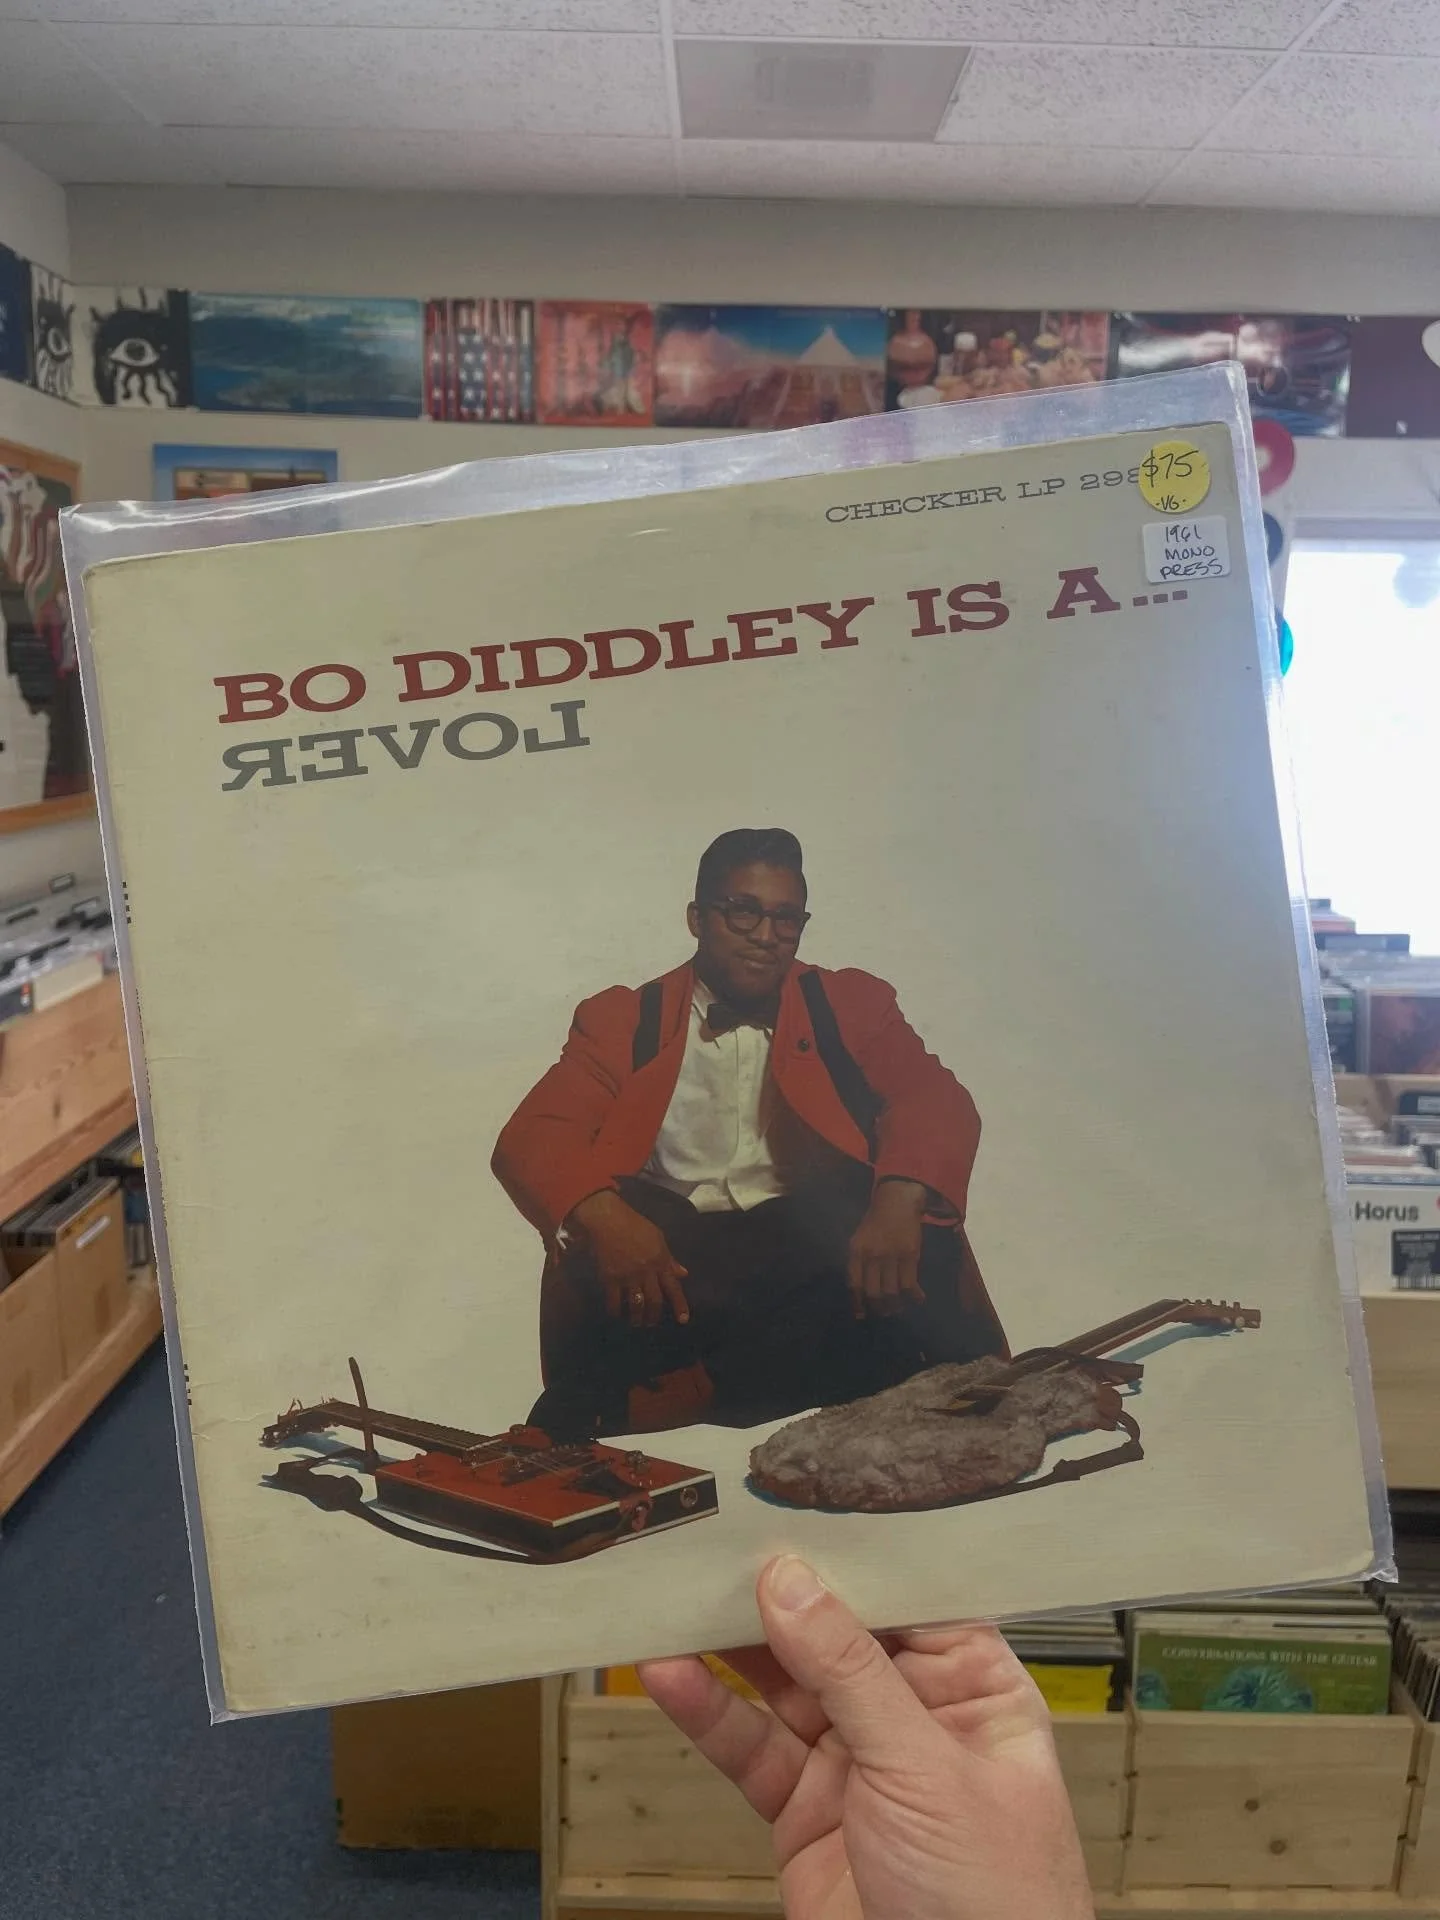 CHECKER LP 298
$75
-VG-
1961
MONO
PRESS
BO DIDDLEY IS A...
LOVER
Horus
CONVERSATIONS WITH THE GUITAR